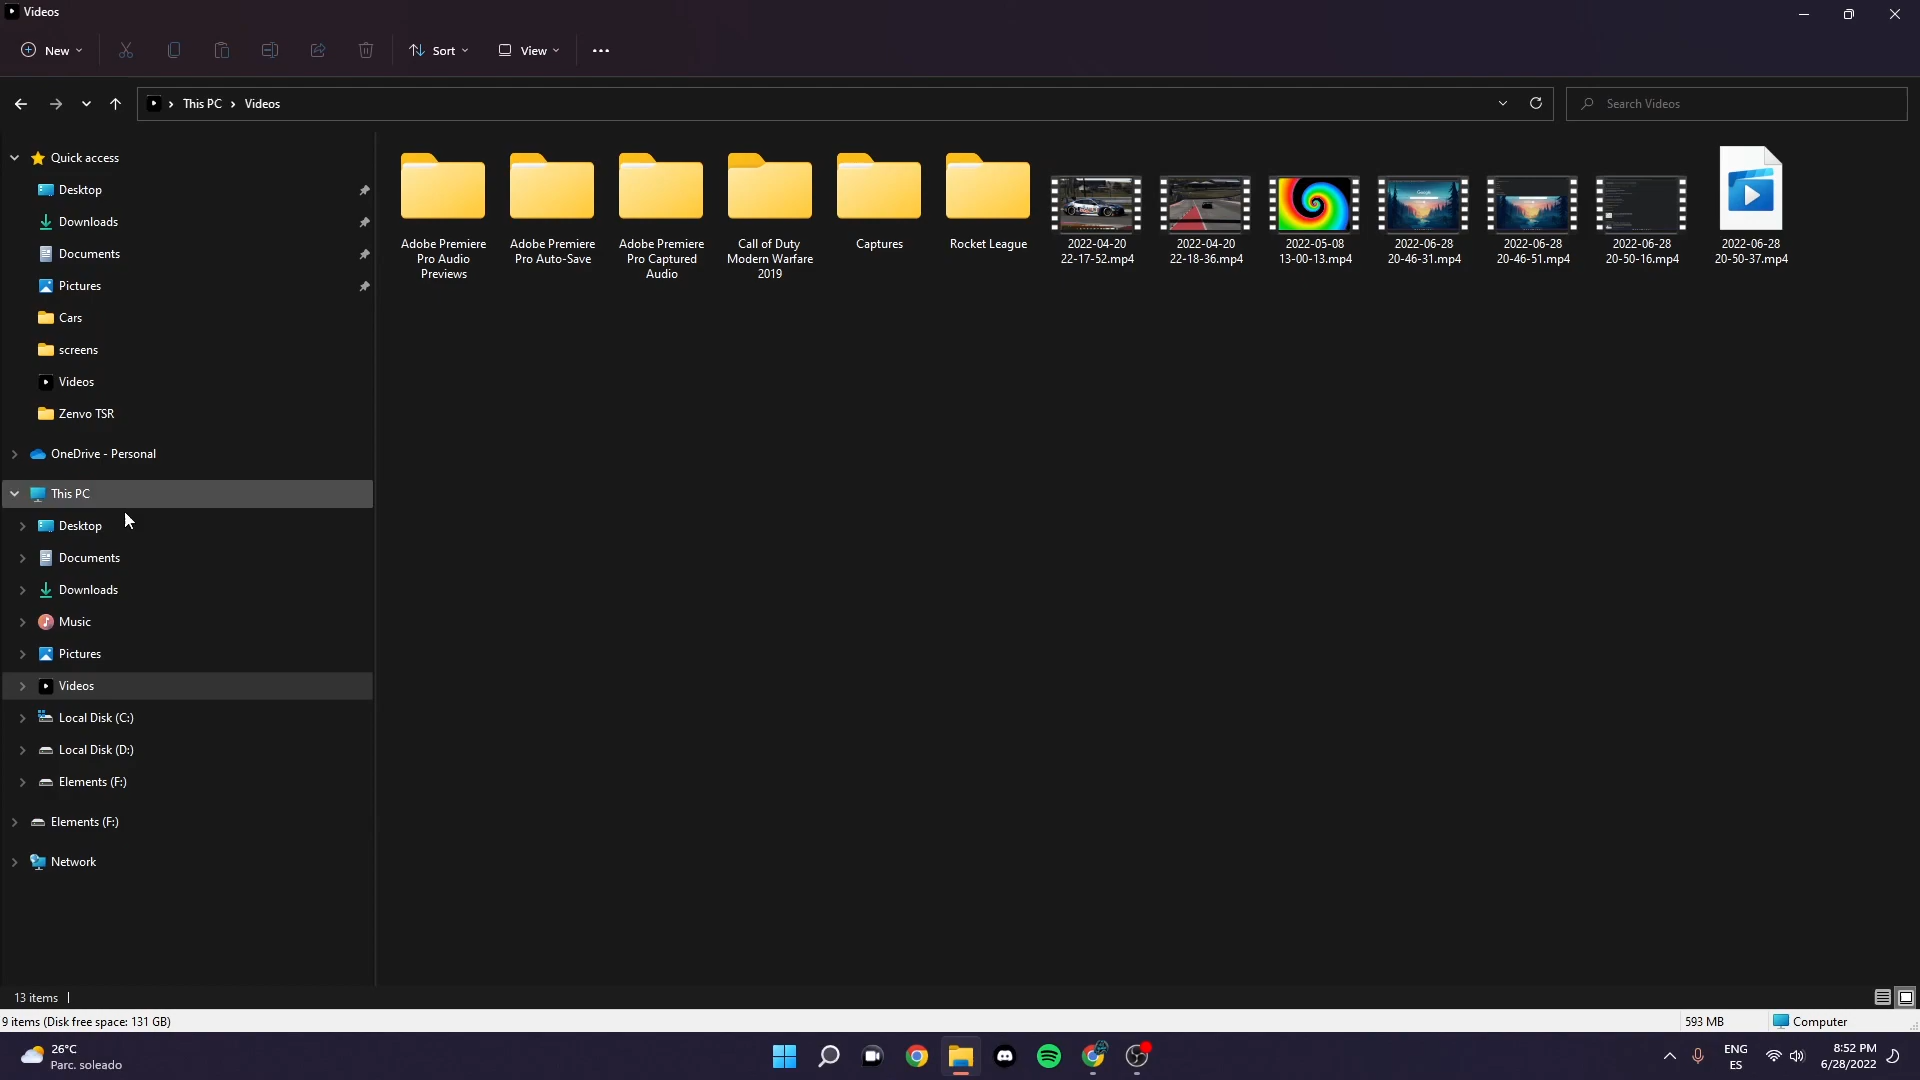 Videos
New
Sort
View
This PC
Videos
Search Videos
Quick access
Desktop
Downloads
Documents
Pictures
Cars
screens
Videos
Zenvo TSR
OneDrive - Personal
This PC
Desktop
Documents
Downloads
Music
Pictures
Videos
Local Disk (C:)
Local Disk (D:)
Elements (F:)
Elements (F:)
Network
Adobe Premiere
Pro Audio
Previews
Adobe Premiere
Pro Auto-Save
Adobe Premiere
Pro Captured
Audio
Call of Duty
Modern Warfare
2019
Captures
Rocket League
2022-04-20
22-17-52.mp4
2022-04-20
22-18-36.mp4
2022-05-08
13-00-13.mp4
2022-06-28
20-46-31.mp4
2022-06-28
20-46-51.mp4
2022-06-28
20-50-16.mp4
2022-06-28
20-50-37.mp4
13 items
9 items (Disk free space: 131 GB)
593 MB
Computer
26°C
Parc. soleado
ENG
ES
8:52 PM
6/28/2022